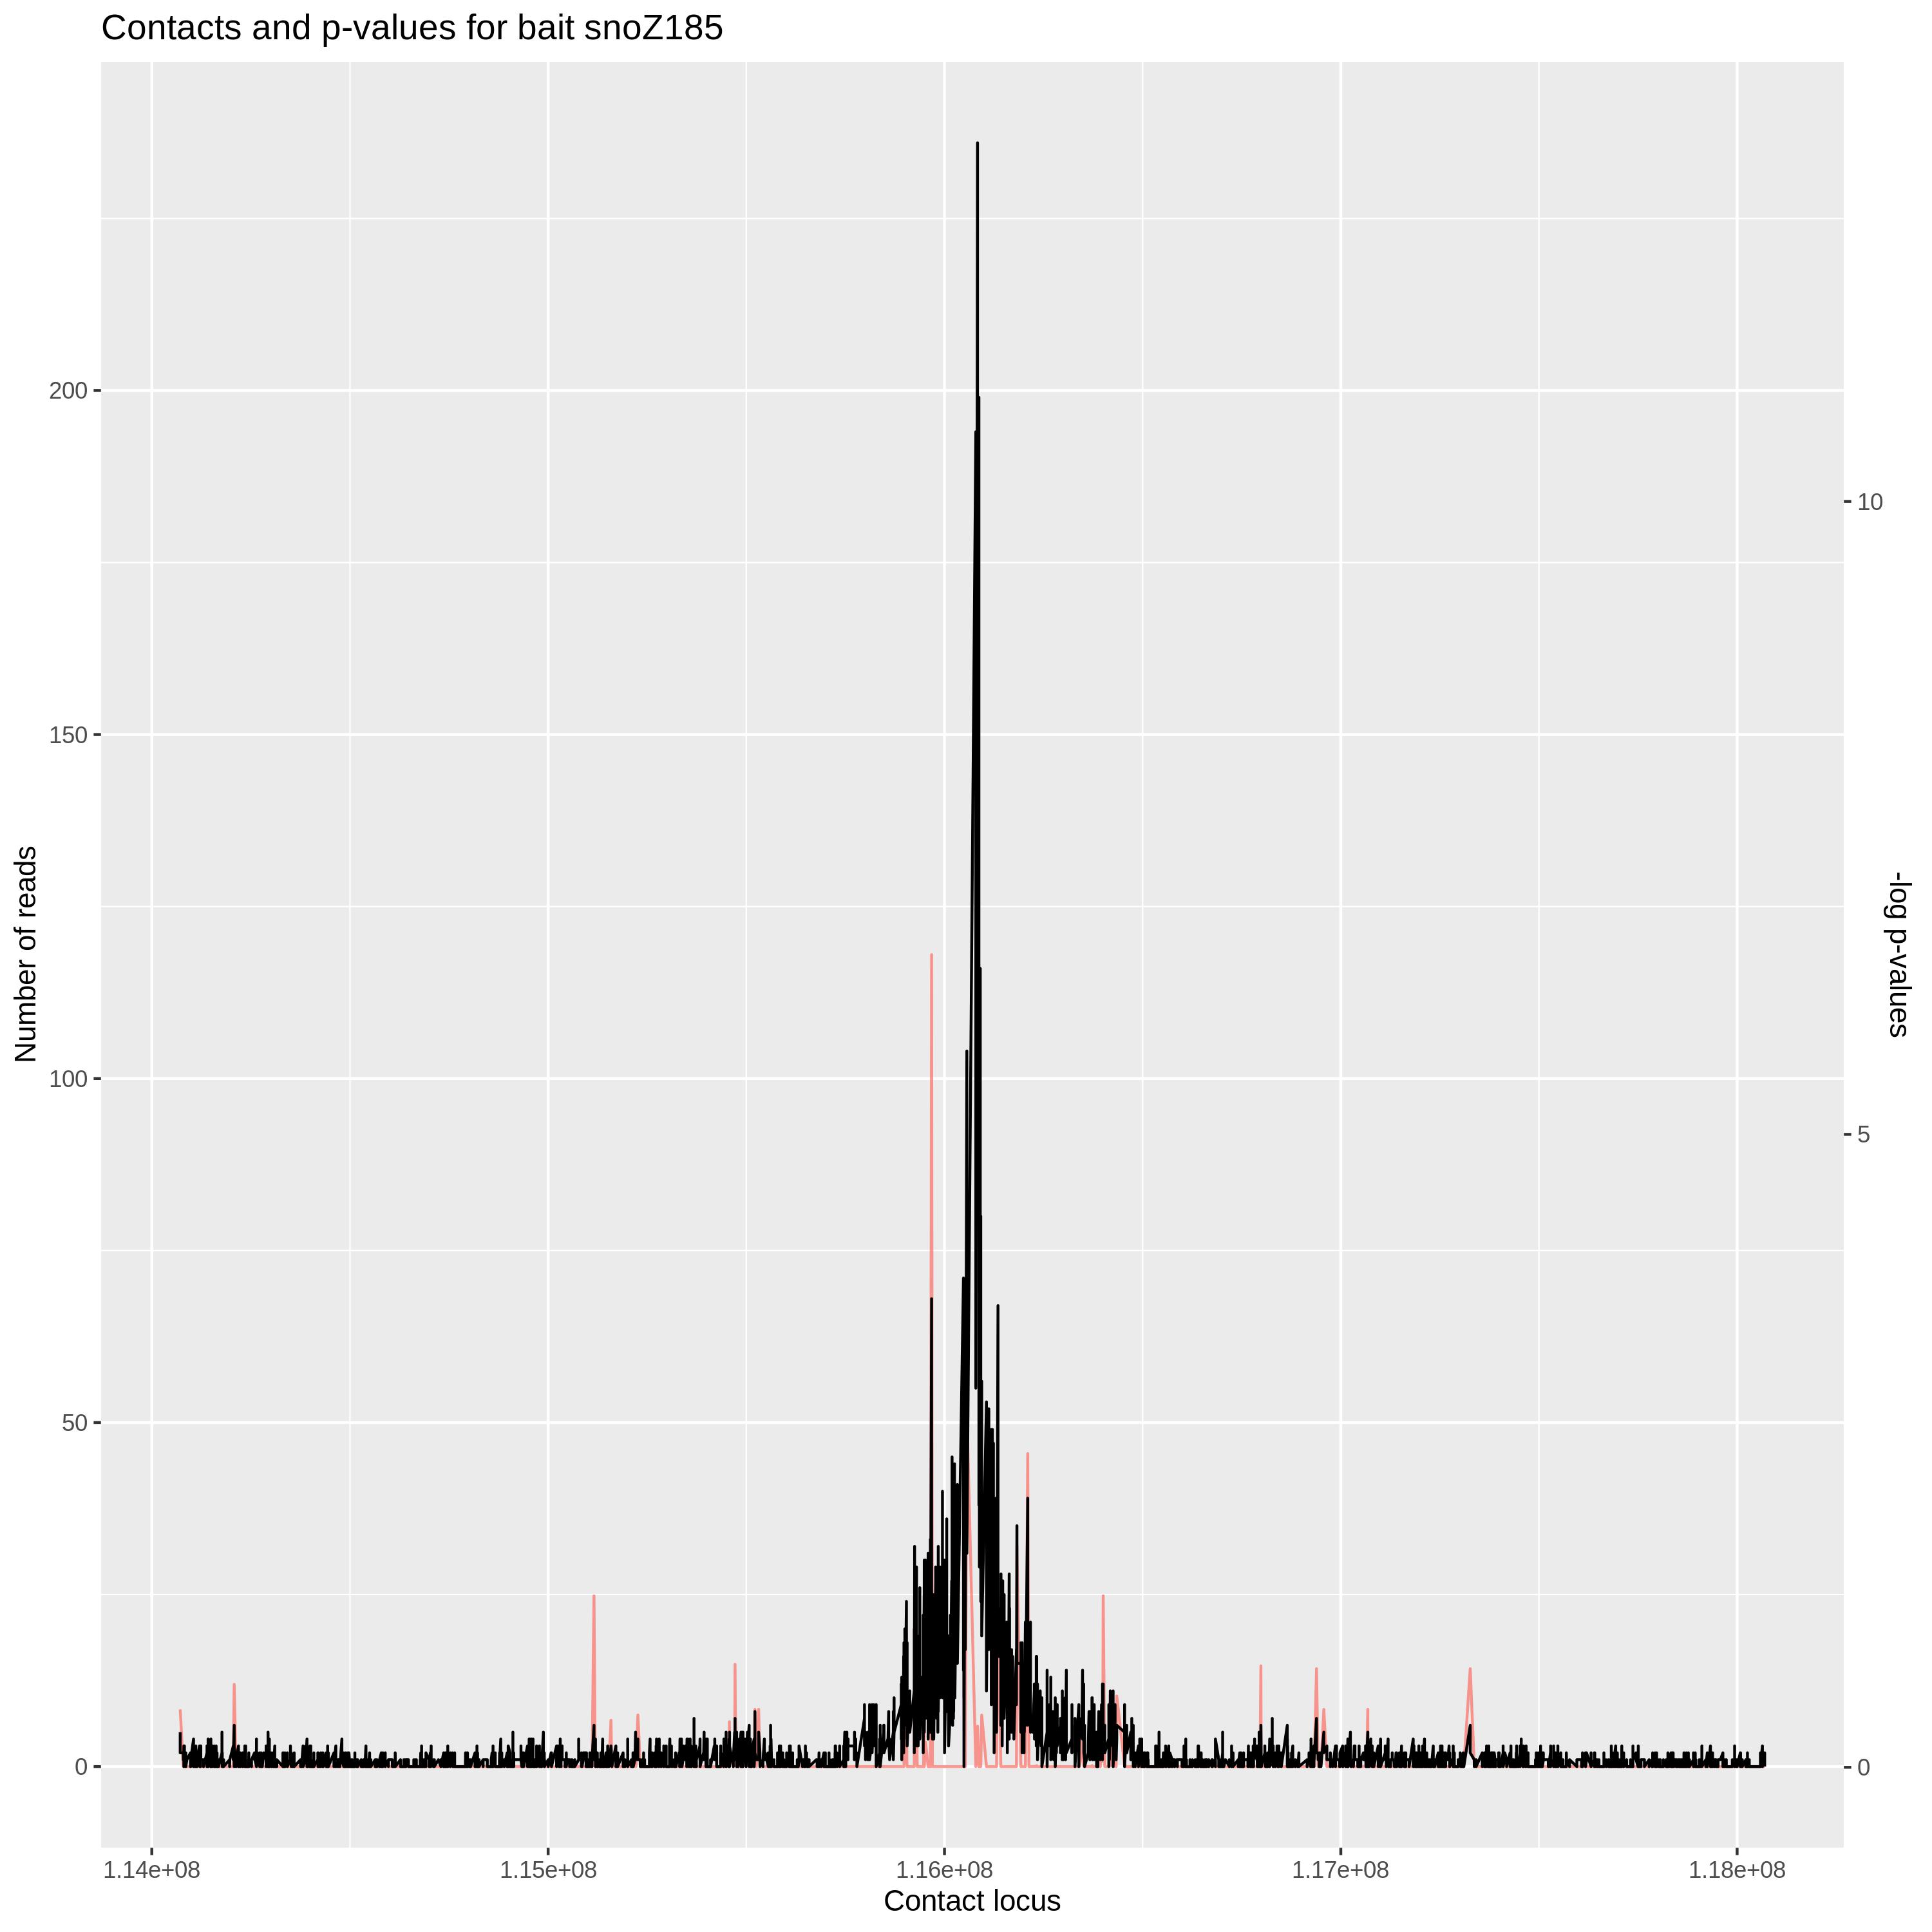 Contacts and p-values for bait snoZ185
200
150
100
50
0
Number of reads
10
5
0
-log p-values
1.14e+08 1.15e+08 1.16e+08 1.17e+08 1.18e+08
Contact locus